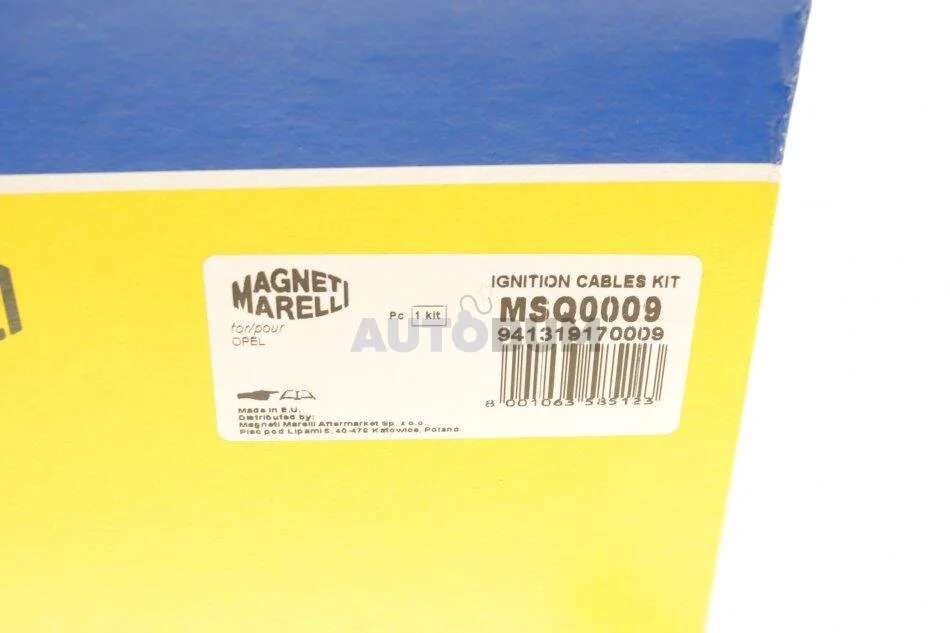 MAGNETI
MARELLI
for/pour
OPEL
Pc 1 kit
IGNITION CABLES KIT
MSQ0009
941319170009
8 001063 585123
Made in E.U.
Distributed by:
Magneti Marelli Aftermarket Sp. z o.o.
Plac pod Lipami 5, 40-476 Katowice, Poland